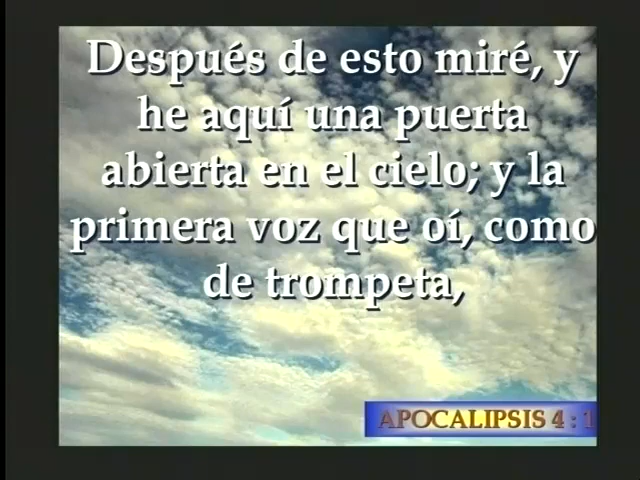 Después de esto miré, y
he aquí una puerta
abierta en el cielo; y la
primera voz que oí, como
de trompeta,
APOCALIPSIS 4 : 1